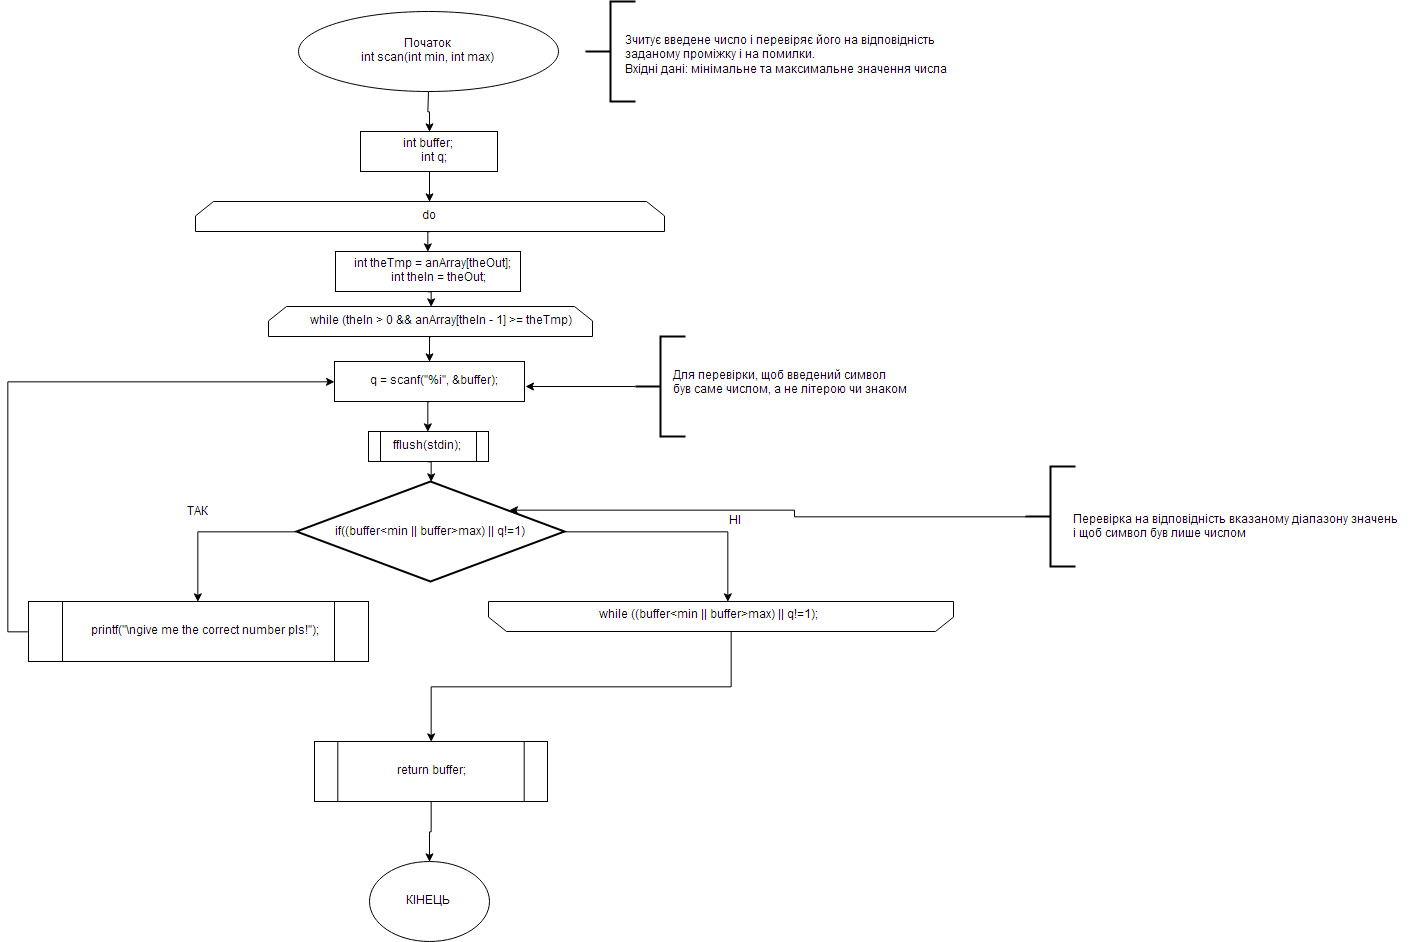 Початок
int scan(int min, int max)
Зчитує введене число і перевіряє його на відповідність
заданому проміжку і на помилки.
Вхідні дані: мінімальне та максимальне значення числа
int buffer;
int q;
do
int theTmp = anArray[theOut];
int theIn = theOut;
while (theIn > 0 && anArray[theIn - 1] >= theTmp)
q = scanf("%i", &buffer);
Для перевірки, щоб введений символ
був саме числом, а не літерою чи знаком
fflush(stdin);
ТАК
if((buffer<min || buffer>max) || q!=1)
НІ
Перевірка на відповідність вказаному діапазону значень
і щоб символ був лише числом
printf("\ngive me the correct number pls!");
while ((buffer<min || buffer>max) || q!=1);
return buffer;
КІНЕЦЬ